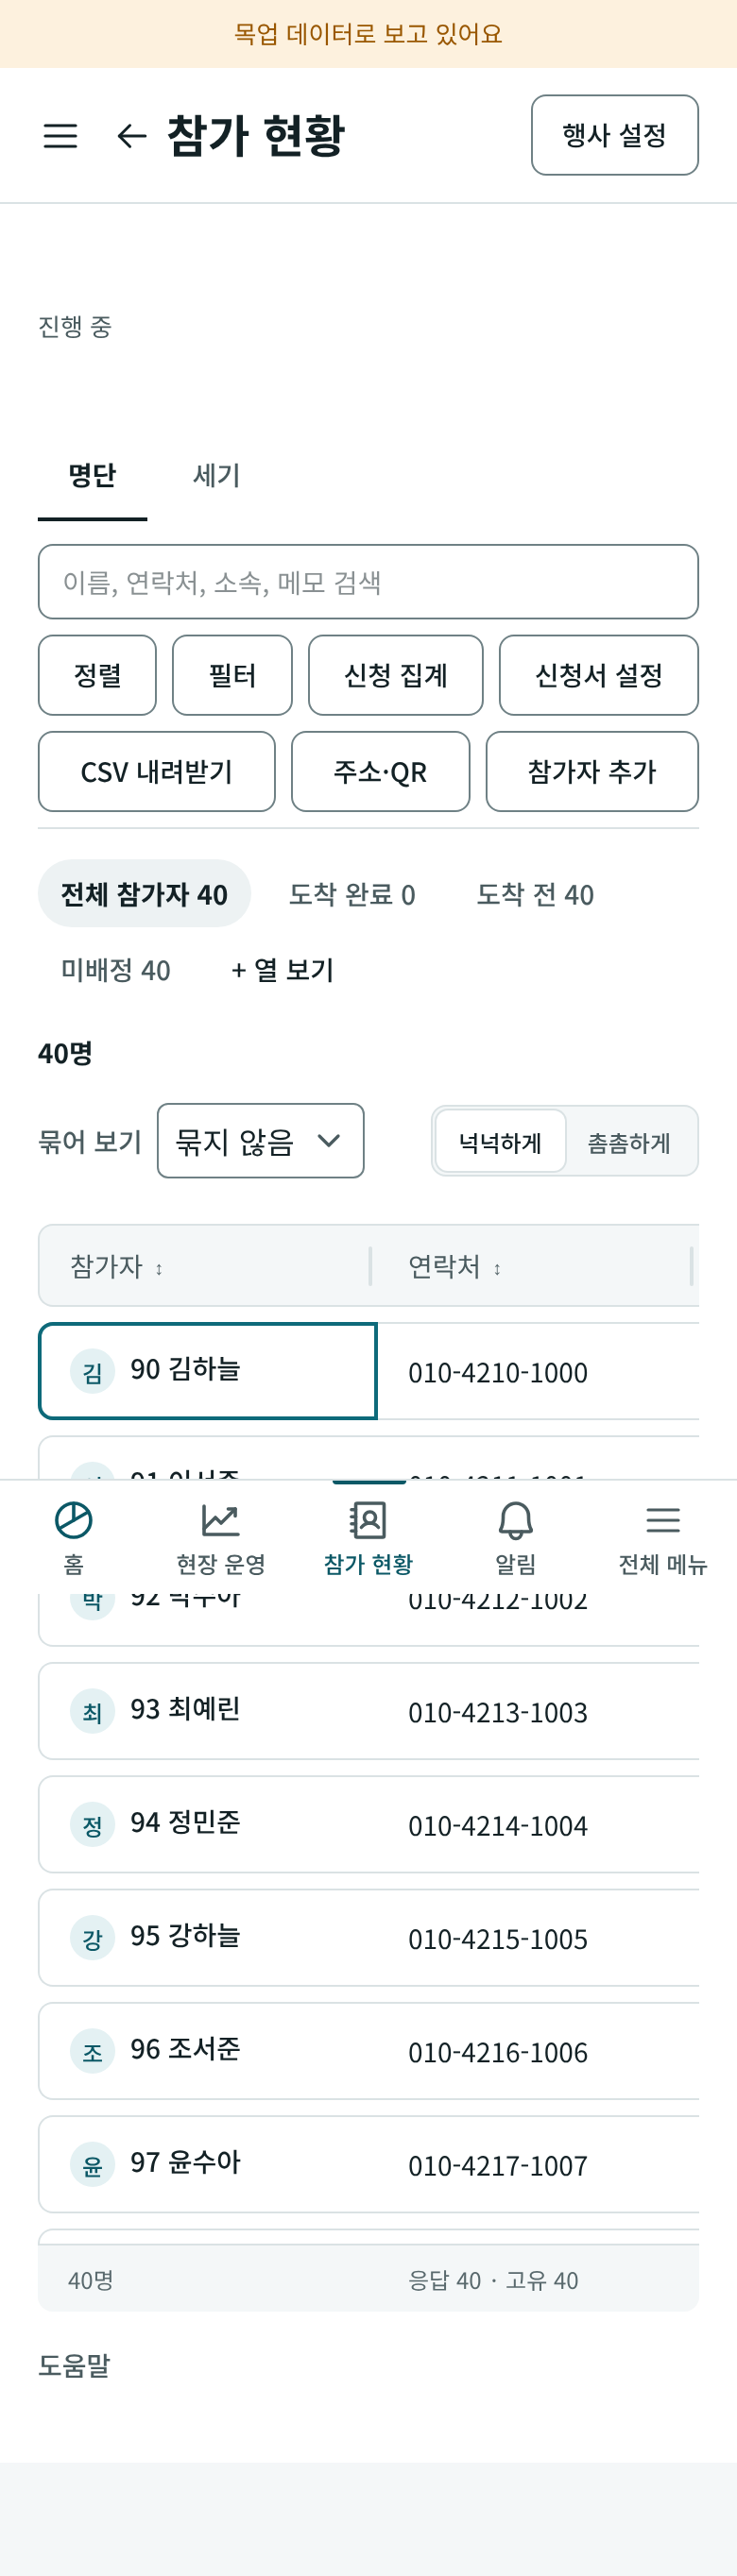 목업 데이터로 보고 있어요
참가 현황
행사 설정
진행 중
명단 세기
이름, 연락처, 소속, 메모 검색
정렬 필터 신청 집계 신청서 설정
CSV 내려받기 주소·QR 참가자 추가
전체 참가자 40 도착 완료 0 도착 전 40
미배정 40 + 열 보기
40명
묶어 보기 묶지 않음 넉넉하게 촘촘하게
참가자 ↕ 연락처 ↕
김 90 김하늘 010-4210-1000
홈 현장 운영 참가 현황 알림 전체 메뉴
박 92 010-4212-1002
최 93 최예린 010-4213-1003
정 94 정민준 010-4214-1004
강 95 강하늘 010-4215-1005
조 96 조서준 010-4216-1006
윤 97 윤수아 010-4217-1007
40명 응답 40 · 고유 40
도움말